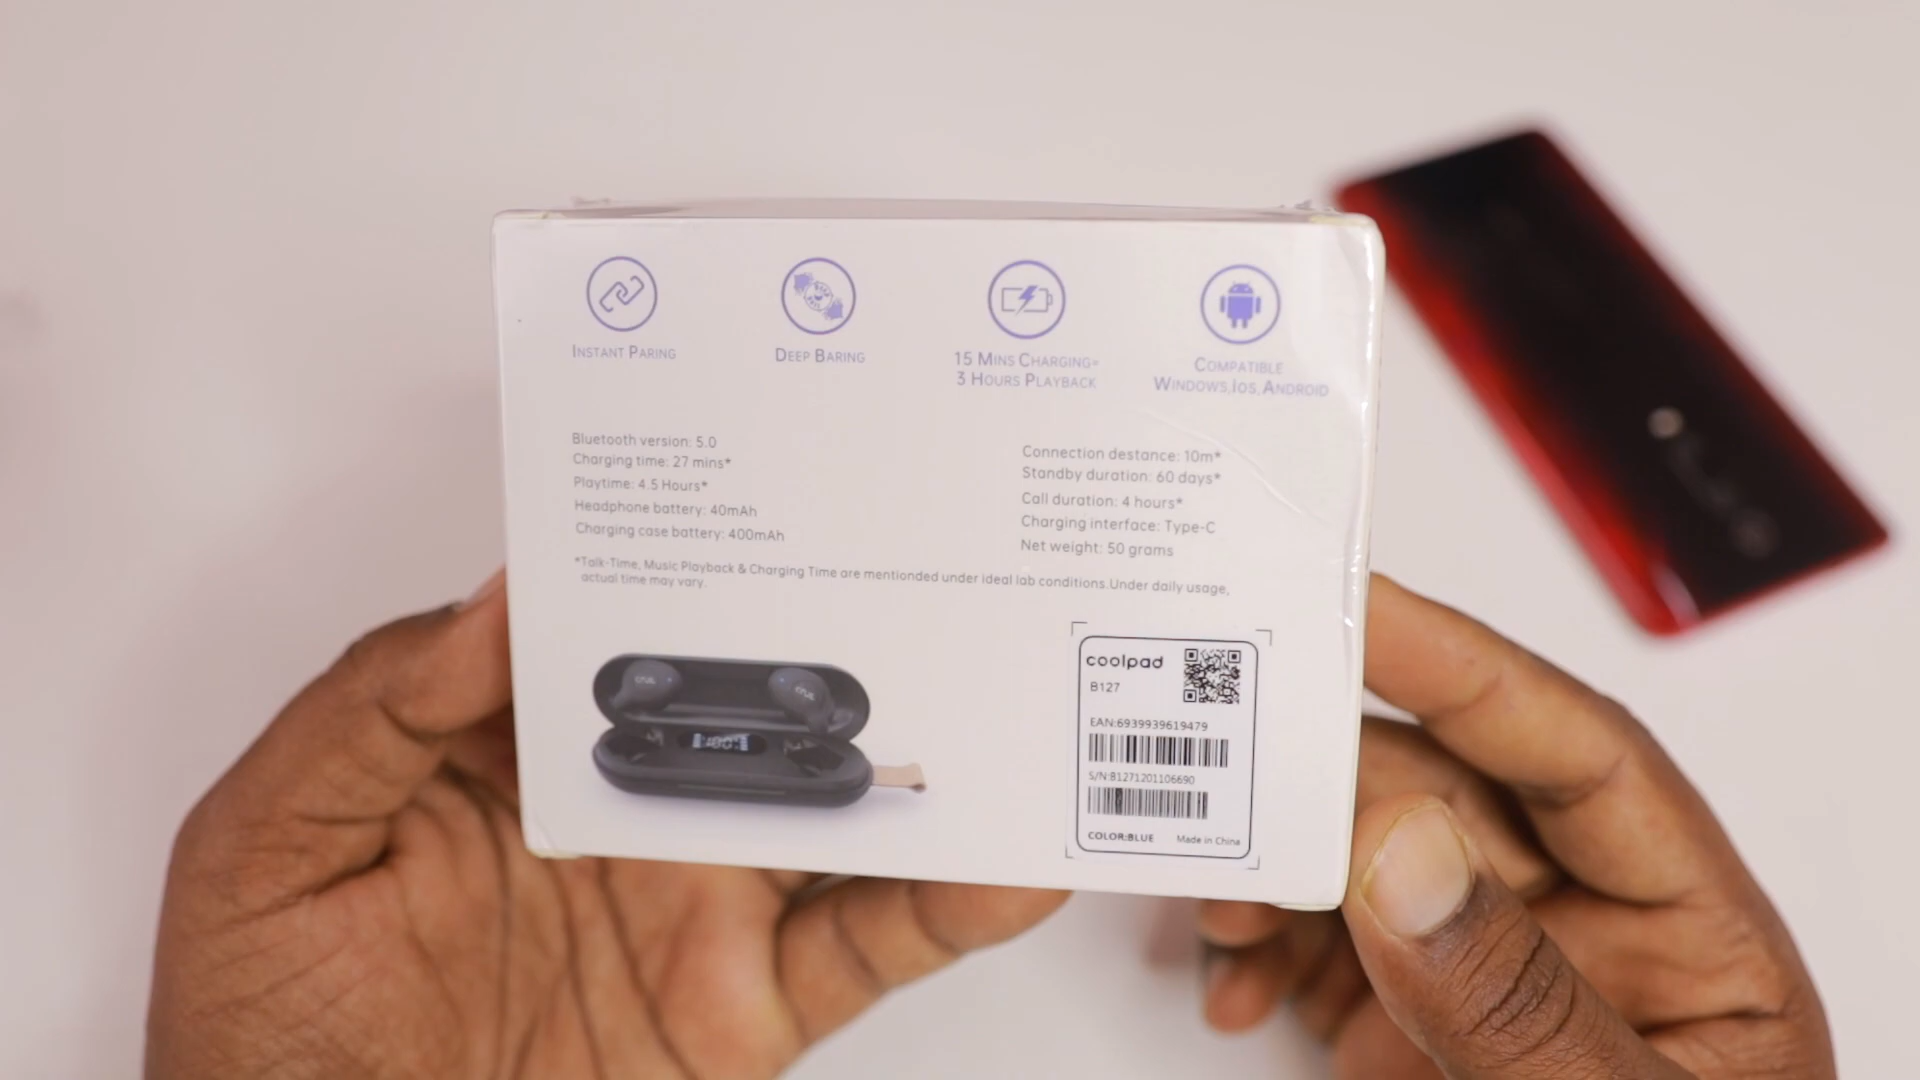 INSTANT PARING
DEEP BARING
15 MINS CHARGING=
3 HOURS PLAYBACK
COMPATIBLE
WINDOWS,IOS,ANDROID
Bluetooth version: 5.0
Charging time: 27 mins*
Playtime: 4.5 Hours*
Headphone battery: 40mAh
Charging case battery: 400mAh
Connection destance: 10m*
Standby duration: 60 days*
Call duration: 4 hours*
Charging interface: Type-C
Net weight: 50 grams
*Talk-Time, Music Playback & Charging Time are mentionded under ideal lab conditions.Under daily usage,
actual time may vary.
coolpad
B127
EAN:6939939619479
S/N:B1271201106690
COLOR:BLUE Made in China